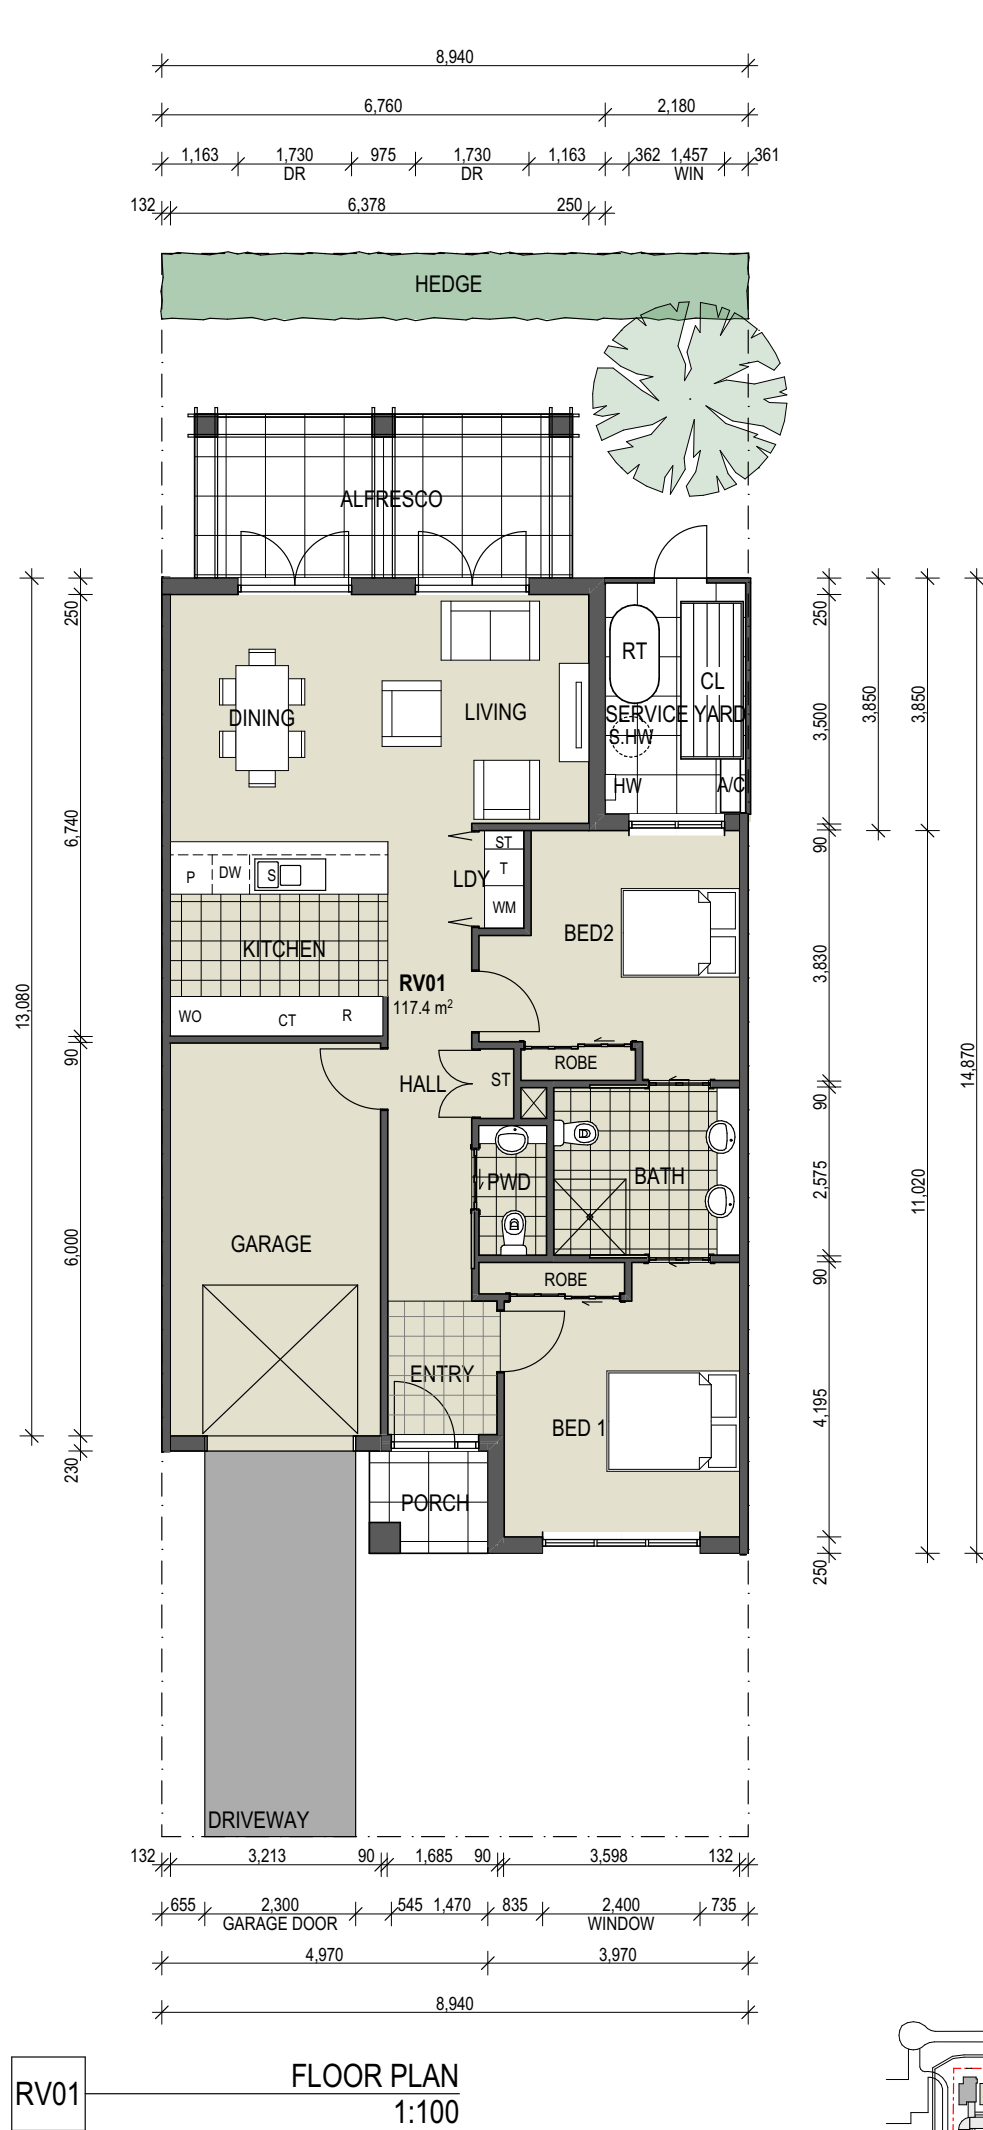 8,940
6,760 2,180
1,163 1,730 975 1,730 1,163 362 1,457 361
DR DR WIN
132 6,378 250
HEDGE
ALFRESCO
250 250
RT
CL
DINING LIVING SERVICE YARD
S.HW
3,500 3,850 3,850
HW A/C
6,740 90
ST
P DW S LDY T
WM
BED2
KITCHEN
3,830
RV01
117.4 m²
WO CT R
13,080
90 ROBE
HALL ST
14,870
90
PWD BATH
2,575 11,020
GARAGE
6,000
ROBE
90
ENTRY
BED 1
4,195
230
PORCH
250
DRIVEWAY
132 3,213 90 1,685 90 3,598 132
655 2,300 545 1,470 835 2,400 735
GARAGE DOOR WINDOW
4,970 3,970
8,940
FLOOR PLAN
RV01
1:100